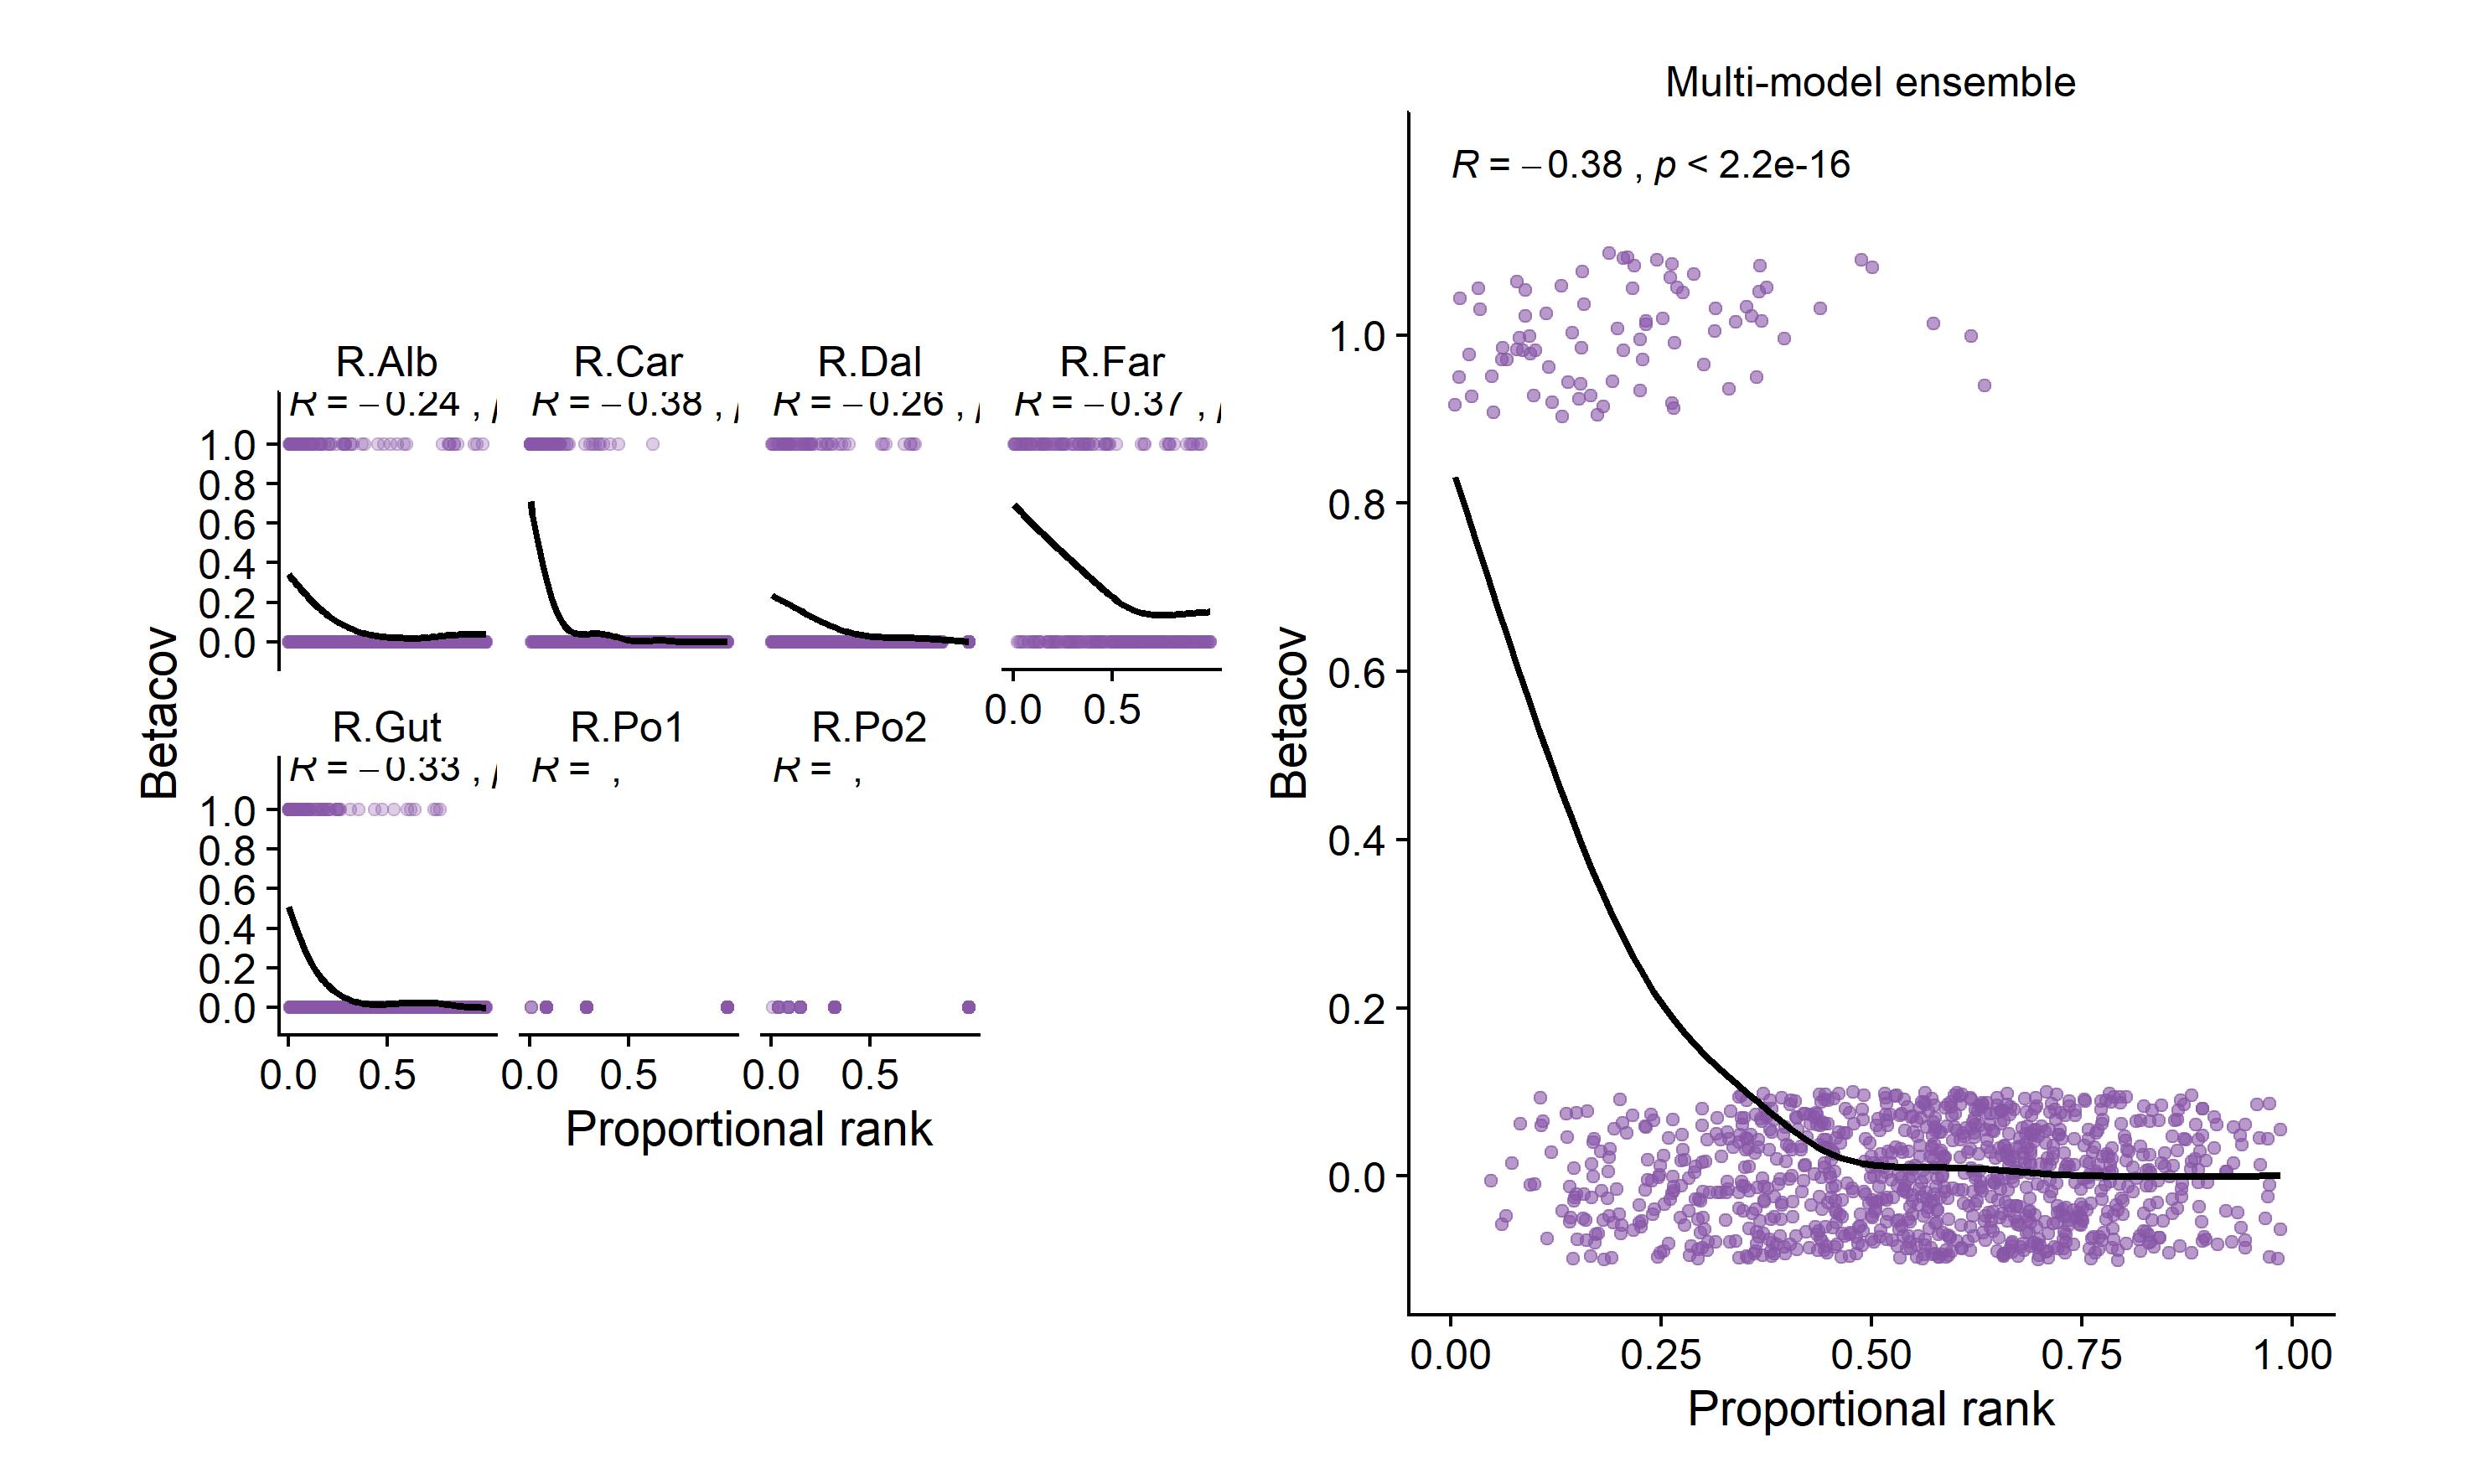 Multi-model ensemble
R = −0.38 , p < 2.2e-16
R.Alb
R.Car
R.Dal
R.Far
R = −0.24 ,
R = −0.38 ,
R = −0.26 ,
R = −0.37 ,
1.0
0.8
0.6
0.4
0.2
0.0
0.0 0.5
R.Gut
R.Po1
R.Po2
R = −0.33 ,
R = ,
R = ,
1.0
0.8
0.6
0.4
0.2
0.0
0.0 0.5
0.0 0.5
0.0 0.5
Betacov
Proportional rank
Betacov
1.0
0.8
0.6
0.4
0.2
0.0
0.00 0.25 0.50 0.75 1.00
Proportional rank